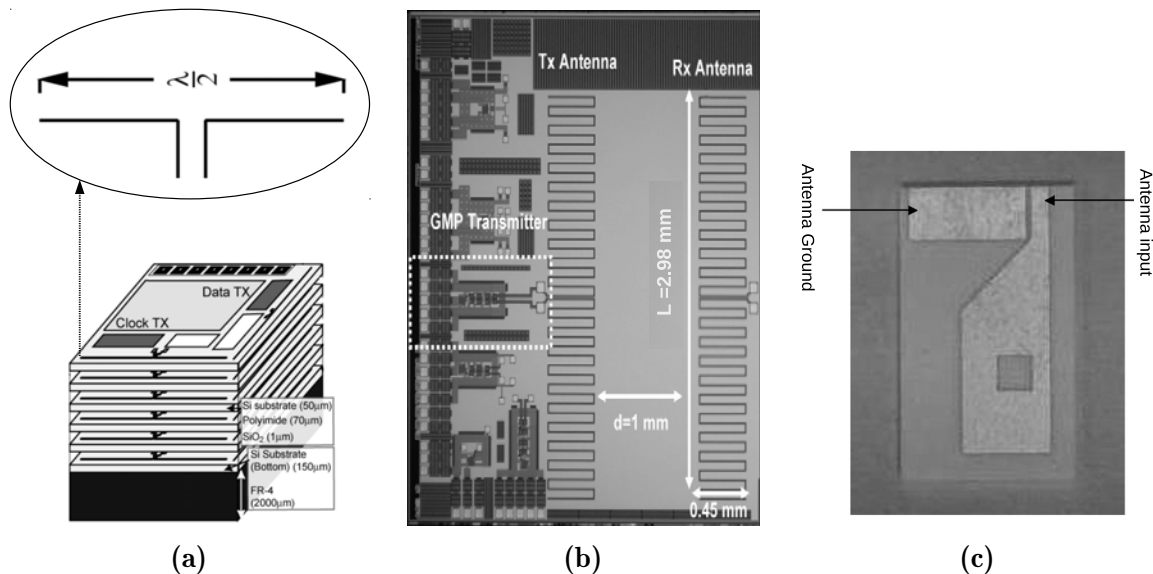 λ/2
Data TX
Clock TX
Si substrate (50μm)
Polyimide (70μm)
SiO₂ (1μm)
Si Substrate
(Bottom) (150μm)
FR-4
(2000μm)
(a)
Tx Antenna
Rx Antenna
GMP Transmitter
L =2.98 mm
d=1 mm
0.45 mm
(b)
Antenna Ground
Antenna input
(c)